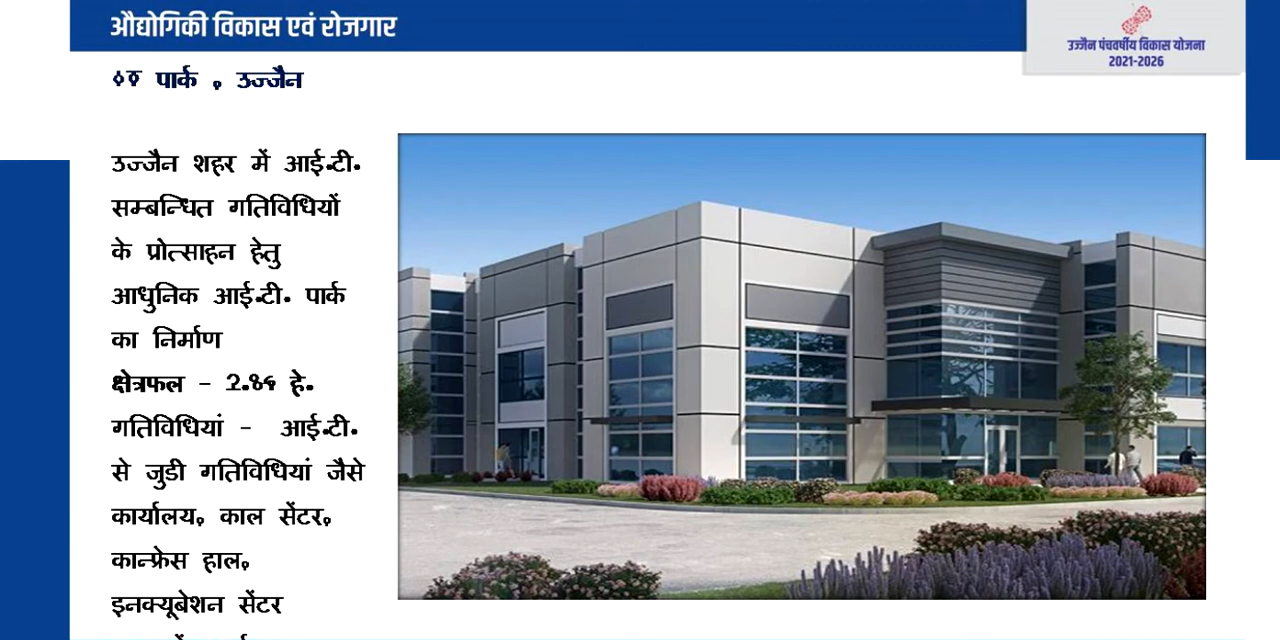 औद्योगिकी विकास एवं रोजगार
उज्जैन पंचवर्षीय विकास योजना
2021-2026
पार्क , उज्जैन
उज्जैन शहर में आई.टी.
सम्बन्धित गतिविधियों
के प्रोत्साहन हेतु
आधुनिक आई.टी. पार्क
का निर्माण
क्षेत्रफल - हे.
गतिविधियां - आई.टी.
से जुडी गतिविधियां जैसे
कार्यालय, काल सेंटर,
कान्फ्रेस हाल,
इनक्यूबेशन सेंटर